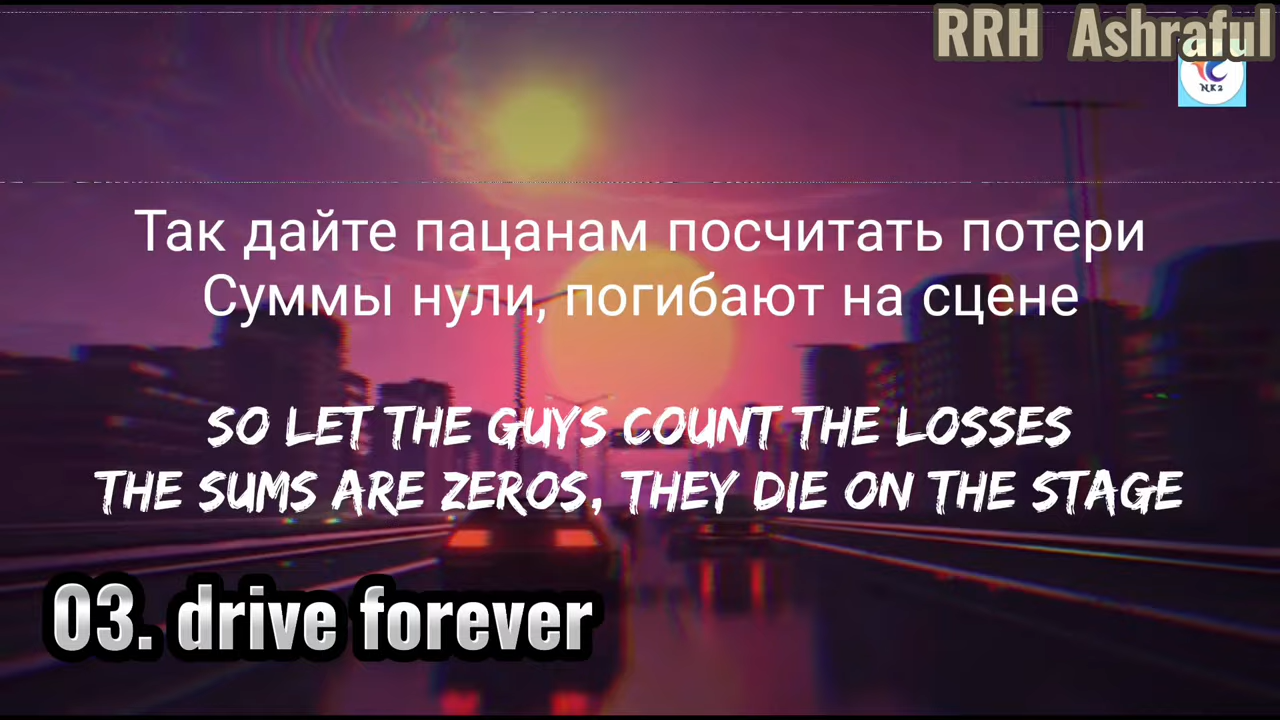 RRH Ashraful
NK2
Так дайте пацанам посчитать потери
Суммы нули, погибают на сцене
SO LET THE GUYS COUNT THE LOSSES
THE SUMS ARE ZEROS, THEY DIE ON THE STAGE
03. drive forever